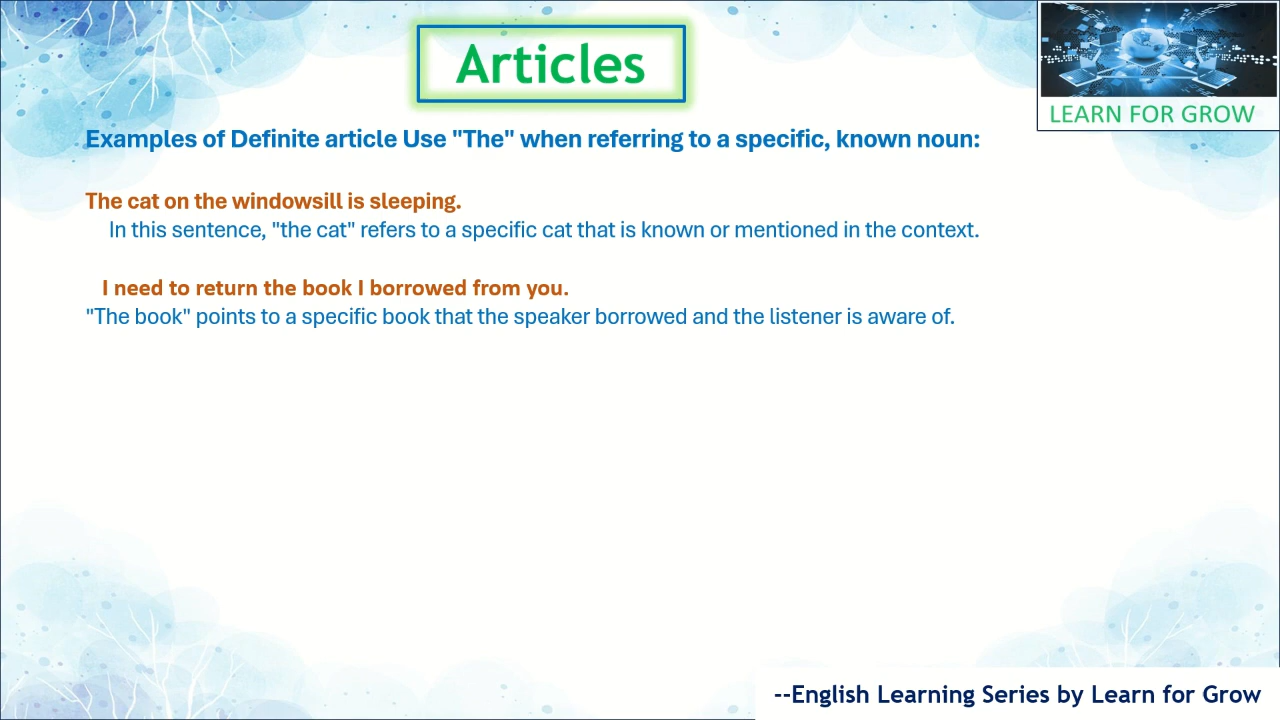 Articles
LEARN FOR GROW
Examples of Definite article Use "The" when referring to a specific, known noun:
The cat on the windowsill is sleeping.
In this sentence, "the cat" refers to a specific cat that is known or mentioned in the context.
I need to return the book I borrowed from you.
"The book" points to a specific book that the speaker borrowed and the listener is aware of.
--English Learning Series by Learn for Grow